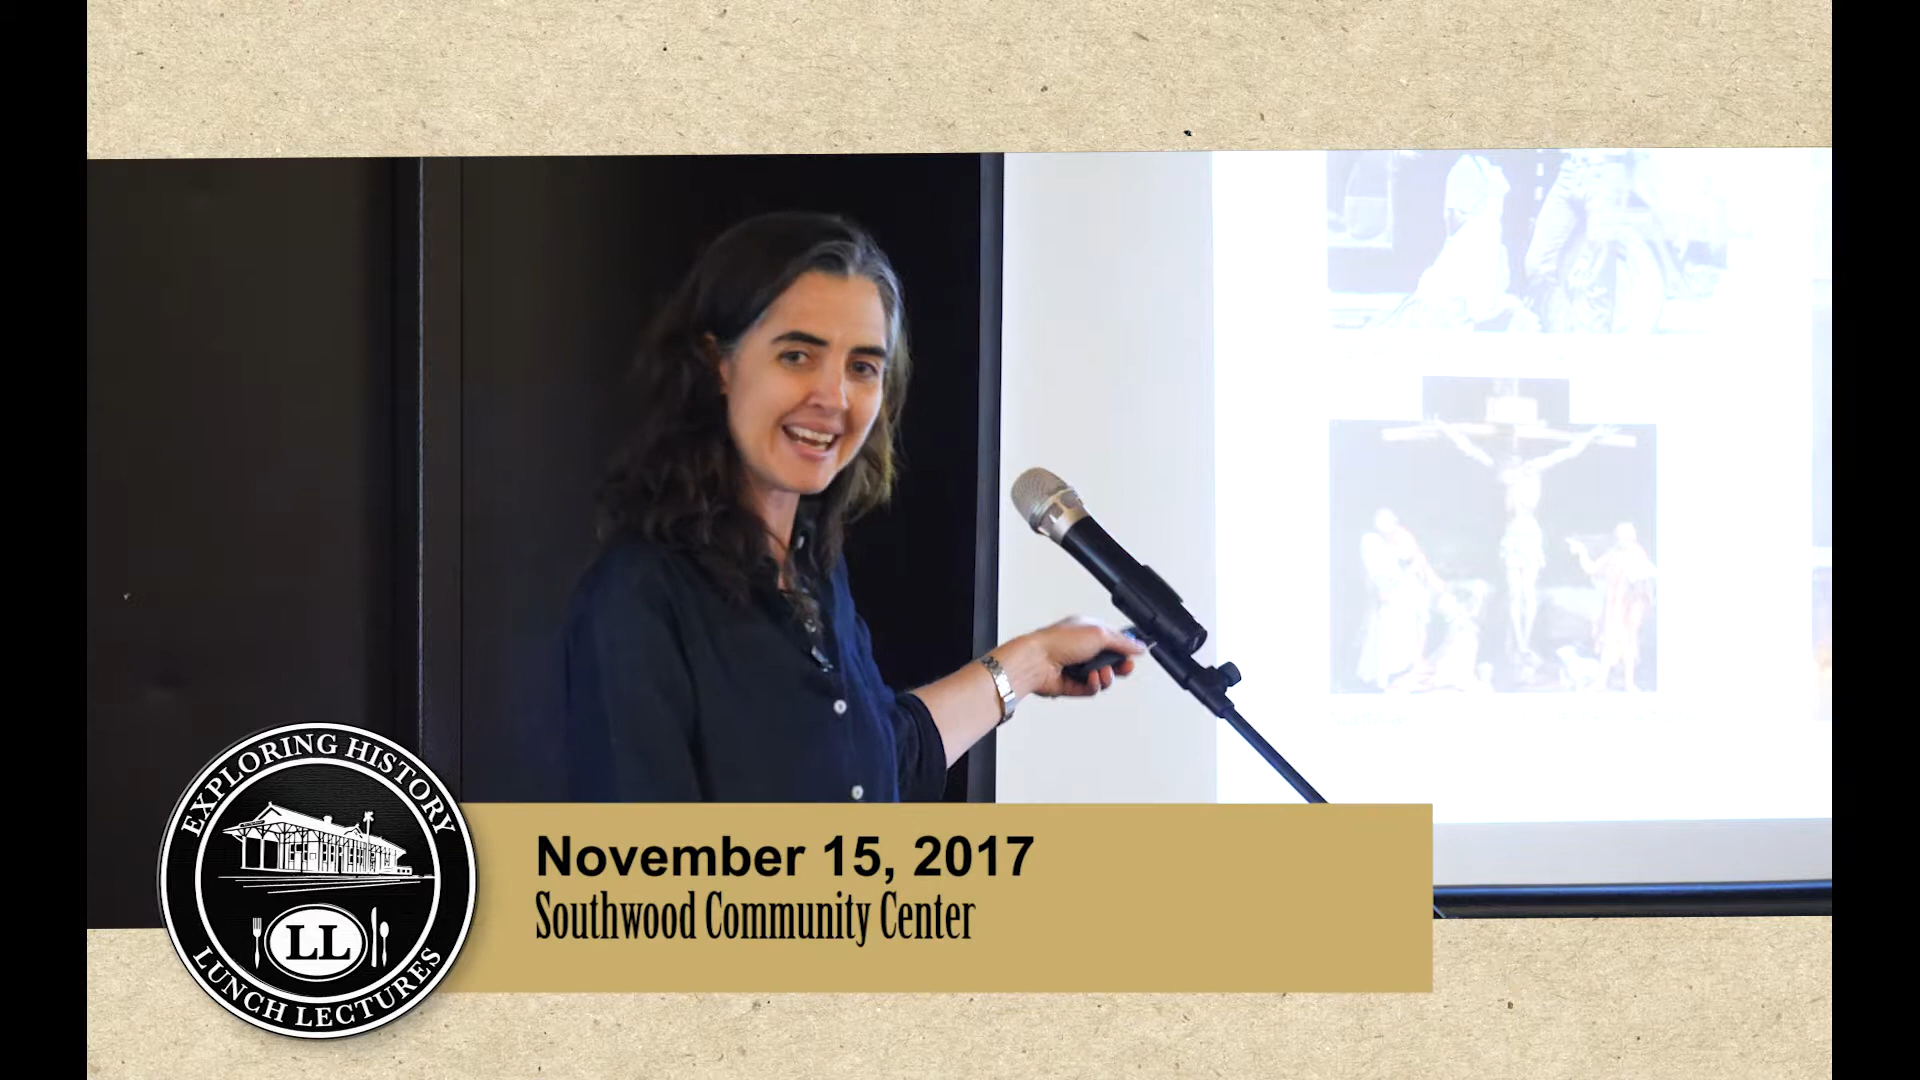 EXPLORING HISTORY
LL
LUNCH LECTURES
November 15, 2017
Southwood Community Center